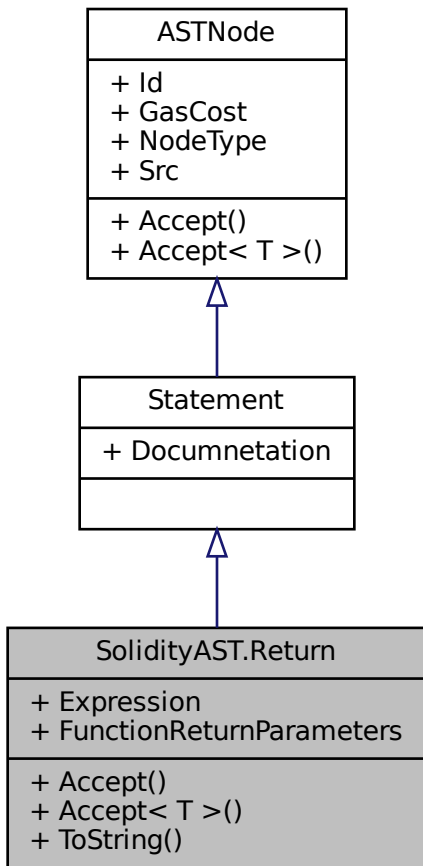 ASTNode
+ Id
+ GasCost
+ NodeType
+ Src
+ Accept()
+ Accept< T >()
Statement
+ Documnetation
SolidityAST.Return
+ Expression
+ FunctionReturnParameters
+ Accept()
+ Accept< T >()
+ ToString()